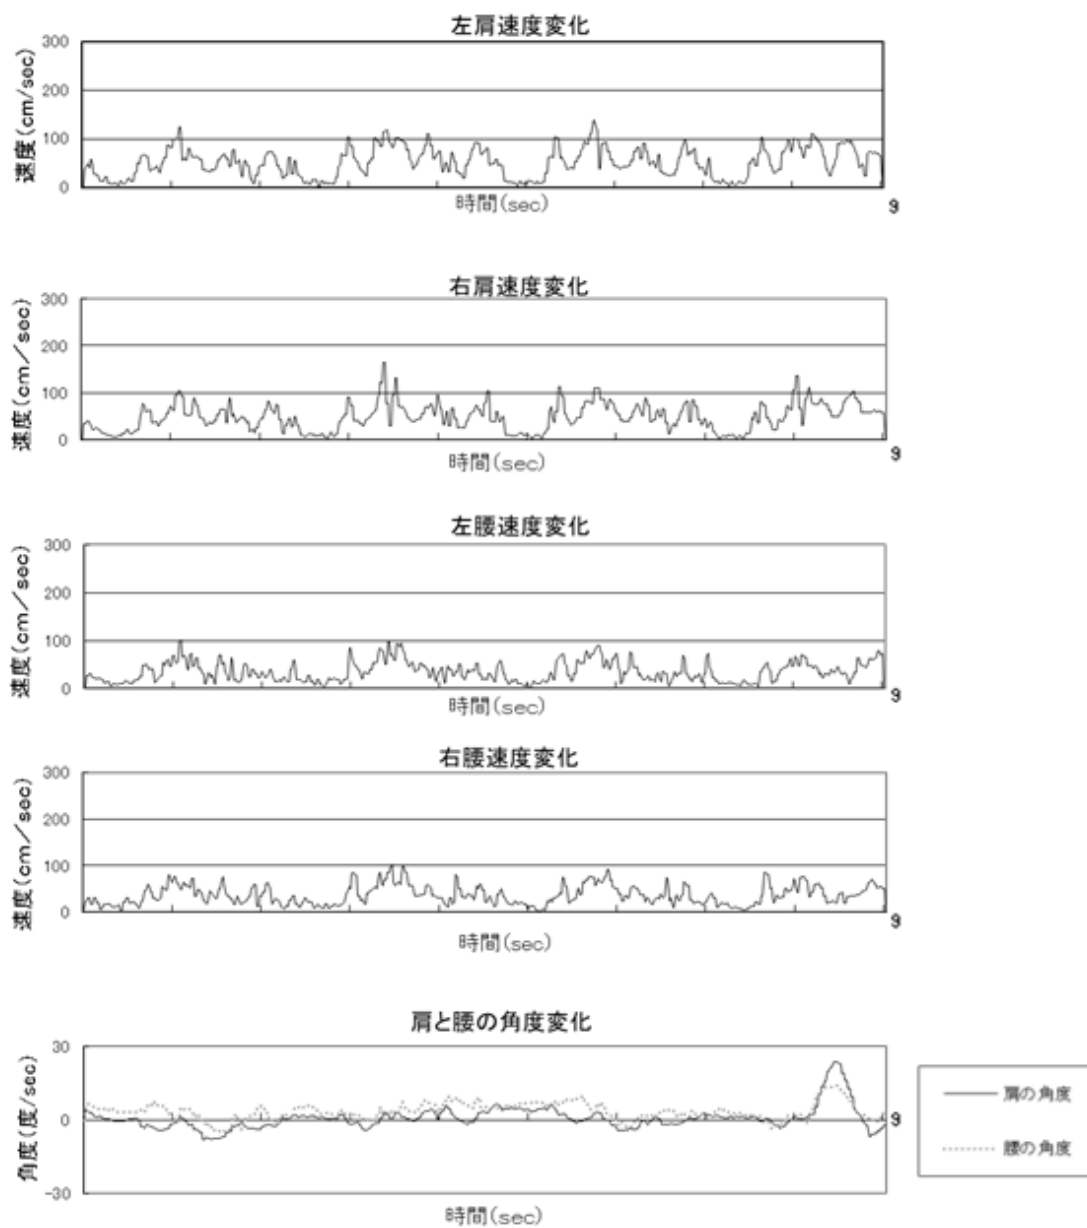 左肩速度変化
速度(cm/sec)
300
200
100
0
時間(sec)
9
右肩速度変化
速度(cm/sec)
300
200
100
0
時間(sec)
9
左腰速度変化
速度(cm/sec)
300
200
100
0
時間(sec)
9
右腰速度変化
速度(cm/sec)
300
200
100
0
時間(sec)
9
肩と腰の角度変化
角度(度/sec)
30
0
-30
時間(sec)
9
肩の角度
腰の角度